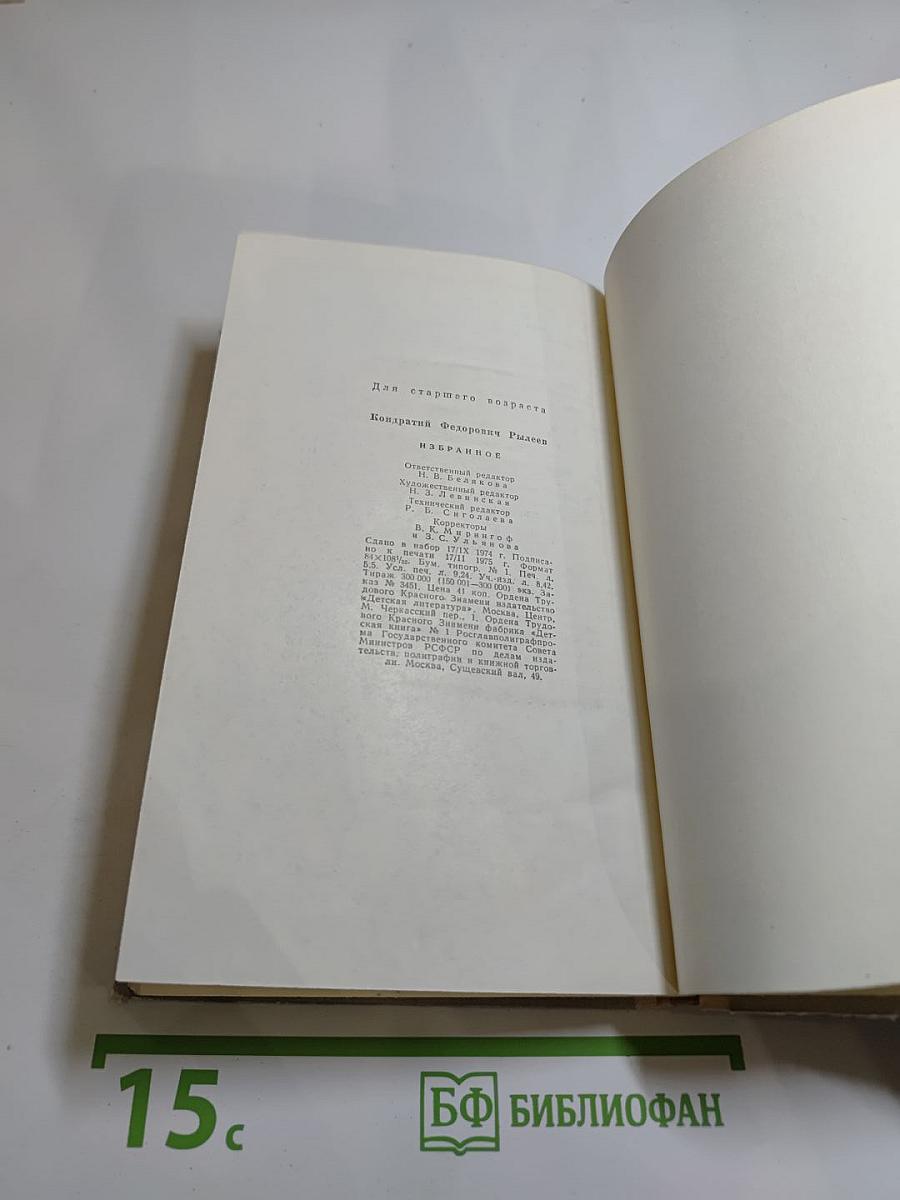 Для старшего возраста
Кондратий Федорович Рылеев
ИЗБРАННОЕ
Ответственный редактор
Н. В. Белякова
Художественный редактор
Н. З. Левинская
Технический редактор
Р. Б. Сиголаева
Корректоры
В. К. Мирингоф
и З. С. Ульянова
Сдано в набор 17/IX 1974 г. Подписа-
но к печати 17/II 1975 г. Формат
84×108¹/₃₂. Бум. типогр. № 1. Печ. л.
5,5. Усл. печ. л. 9,24. Уч.-изд. л. 8,42.
Тираж 300 000 (150 001—300 000) экз. За-
каз № 3451. Цена 41 коп. Ордена Тру-
дового Красного Знамени издательство
«Детская литература». Москва, Центр,
М. Черкасский пер., 1. Ордена Трудо-
вого Красного Знамени фабрика «Дет-
ская книга» № 1 Росглавполиграфпро-
ма Государственного комитета Совета
Министров РСФСР по делам изда-
тельств, полиграфии и книжной торгов-
ли. Москва, Сущевский вал, 49.
15 с
БФ БИБЛИОФАН